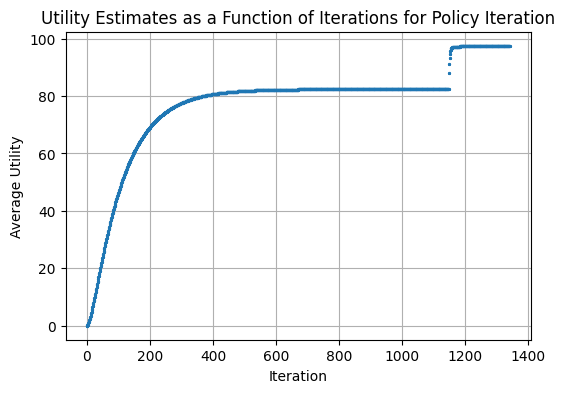 Utility Estimates as a Function of Iterations for Policy Iteration
100
80
60
40
20
0
Average Utility
0 200 400 600 800 1000 1200 1400
Iteration